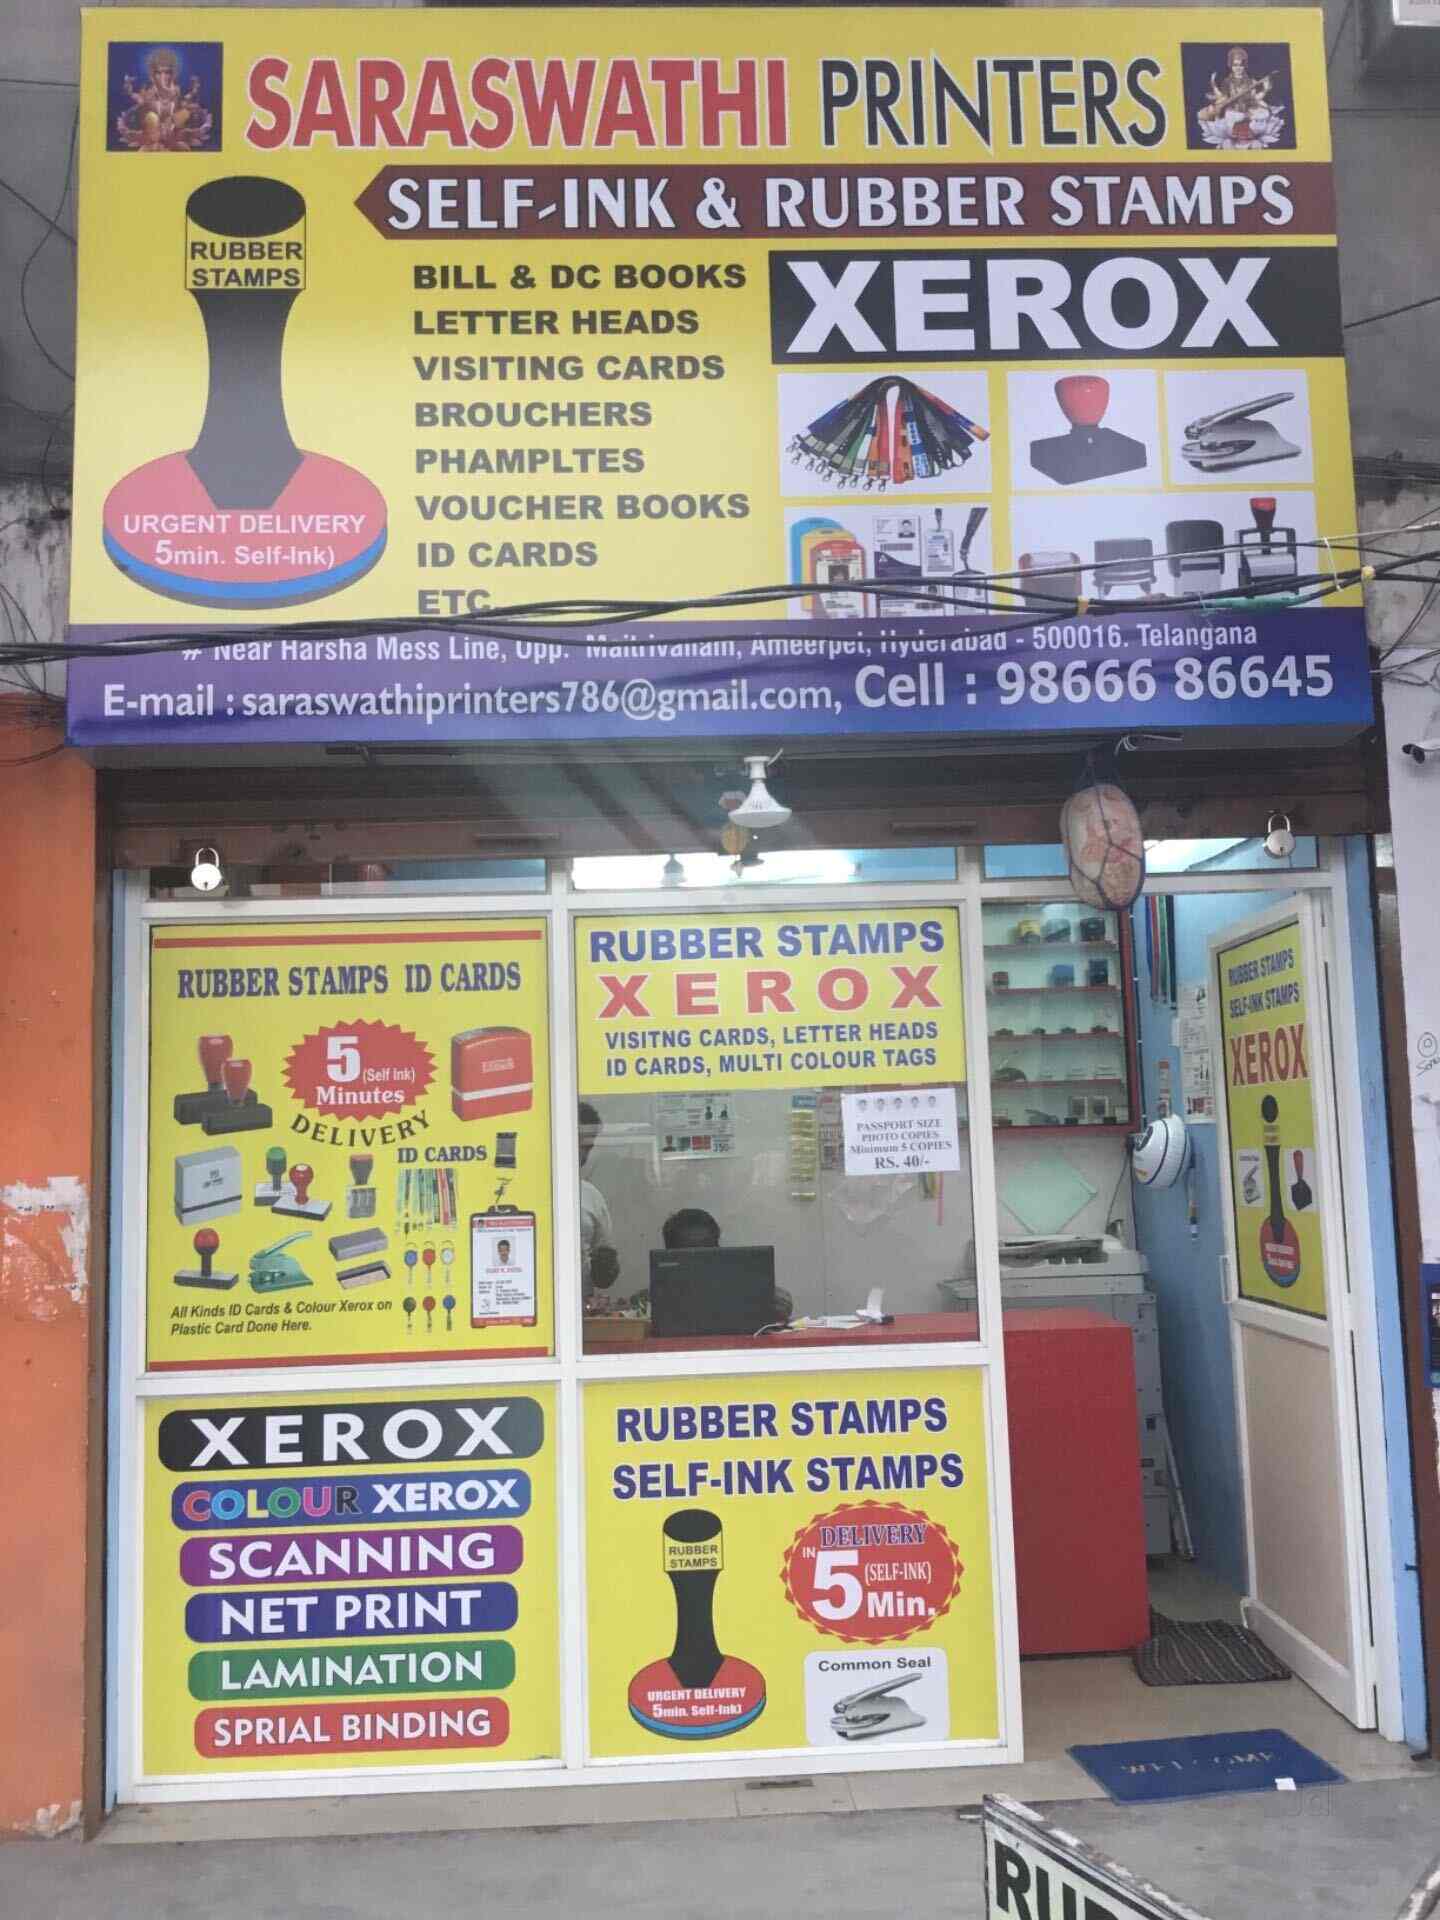 SARASWATHI PRINTERS
SELF-INK & RUBBER STAMPS
RUBBER
STAMPS
URGENT DELIVERY
5min. Self-Ink)
BILL & DC BOOKS
LETTER HEADS
VISITING CARDS
BROUCHERS
PHAMPLTES
VOUCHER BOOKS
ID CARDS
ETC.
XEROX
# Near Harsha Mess Line, Opp. Maitrivanam, Ameerpet, Hyderabad - 500016. Telangana
E-mail : saraswathiprinters786@gmail.com, Cell : 98666 86645
RUBBER STAMPS ID CARDS
5 (Self Ink)
Minutes
DELIVERY
ID CARDS
All Kinds ID Cards & Colour Xerox on
Plastic Card Done Here.
RUBBER STAMPS
XEROX
VISITNG CARDS, LETTER HEADS
ID CARDS, MULTI COLOUR TAGS
PASSPORT SIZE
PHOTO COPIES
Minimum 5 COPIES
RS. 40/-
RUBBER STAMPS
SELF-INK STAMPS
XEROX
XEROX
COLOUR XEROX
SCANNING
NET PRINT
LAMINATION
SPRIAL BINDING
RUBBER STAMPS
SELF-INK STAMPS
RUBBER
STAMPS
URGENT DELIVERY
5min. Self-Ink)
DELIVERY
IN 5 (SELF-INK)
Min.
Common Seal
WELCOME
Jd